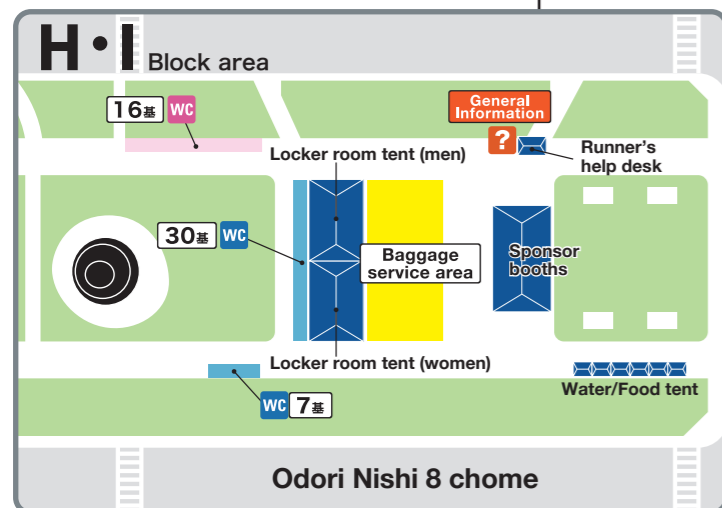 H・I Block area
16基 WC
General
Information
?
Runner's
help desk
Locker room tent (men)
30基 WC
Baggage
service area
Sponsor
booths
Locker room tent (women)
Water/Food tent
WC 7基
Odori Nishi 8 chome